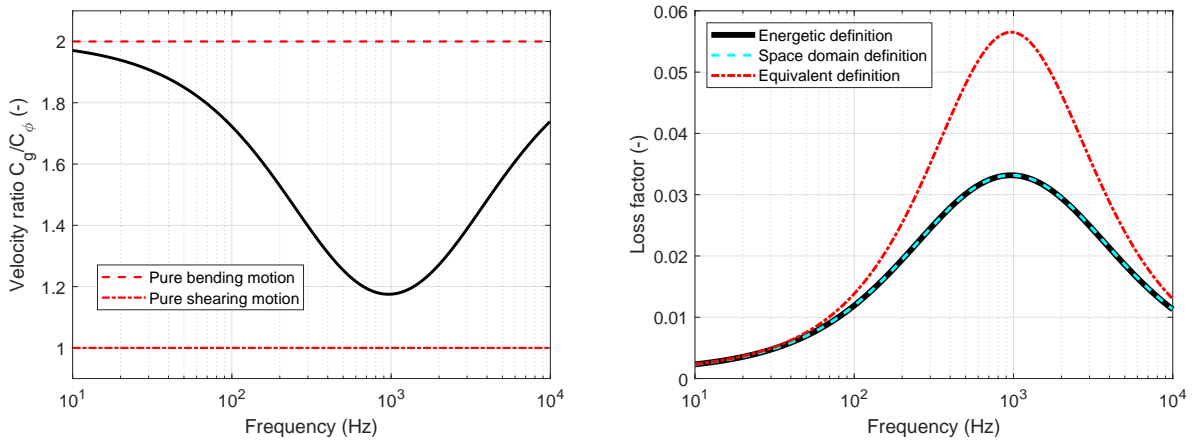 Velocity ratio C_g/C_ϕ (-)
2
1.8
1.6
1.4
1.2
1
Pure bending motion
Pure shearing motion
10^1 10^2 10^3 10^4
Frequency (Hz)
Loss factor (-)
0.06
0.05
0.04
0.03
0.02
0.01
0
Energetic definition
Space domain definition
Equivalent definition
10^1 10^2 10^3 10^4
Frequency (Hz)